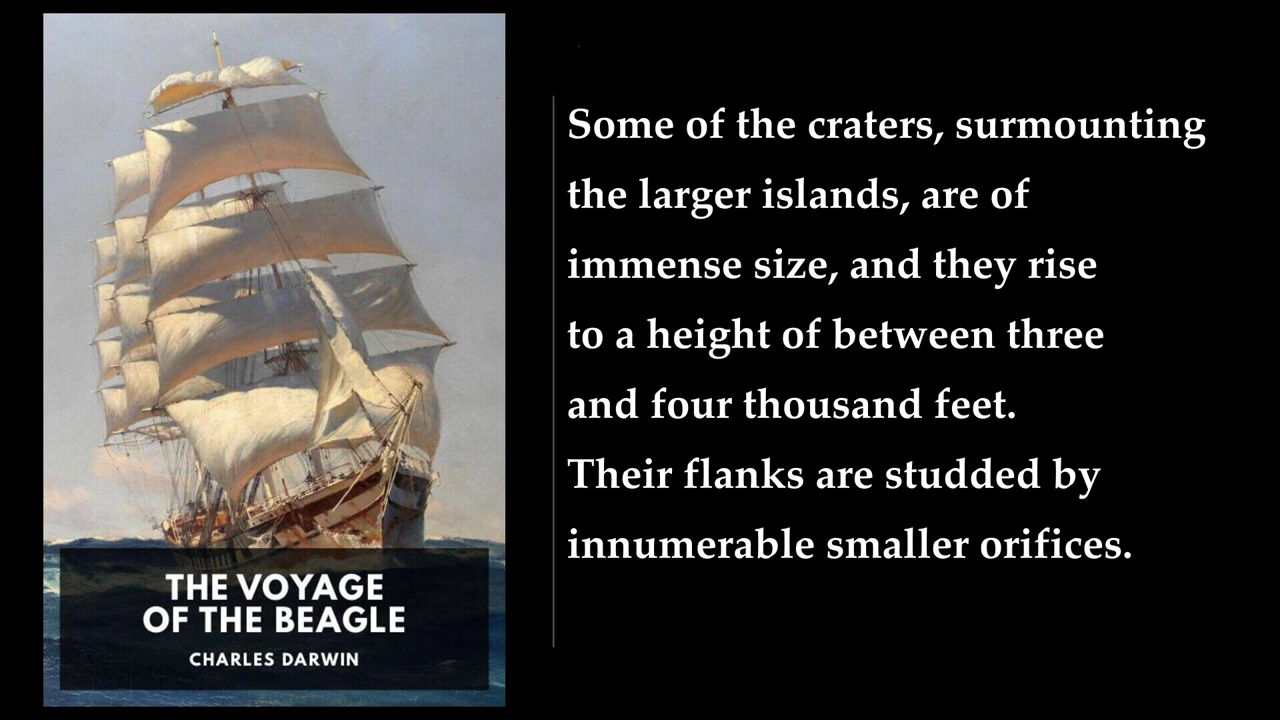 THE VOYAGE
OF THE BEAGLE
CHARLES DARWIN
Some of the craters, surmounting
the larger islands, are of
immense size, and they rise
to a height of between three
and four thousand feet.
Their flanks are studded by
innumerable smaller orifices.